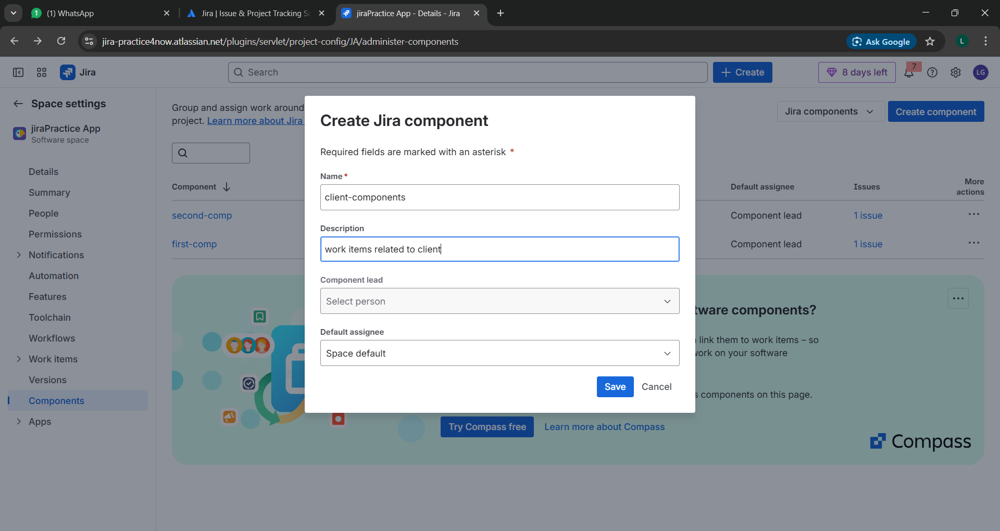 1 (1) WhatsApp
Jira | Issue & Project Tracking So
jiraPractice App - Details - Jira
jira-practice4now.atlassian.net/plugins/servlet/project-config/JA/administer-components
Ask Google
L
Jira
Search
Create
8 days left
7
LG
Space settings
jiraPractice App
Software space
Details
Summary
People
Permissions
Notifications
Automation
Features
Toolchain
Workflows
Work items
Versions
Components
Apps
Group and assign work around
project. Learn more about Jira
Jira components
Create component
Component
Default assignee
Issues
More
actions
second-comp
Component lead
1 issue
first-comp
Component lead
1 issue
Create Jira component
Required fields are marked with an asterisk *
Name *
client-components
Description
work items related to client
Component lead
Select person
Default assignee
Space default
Save
Cancel
tware components?
link them to work items – so
ork on your software
s components on this page.
Try Compass free
Learn more about Compass
Compass